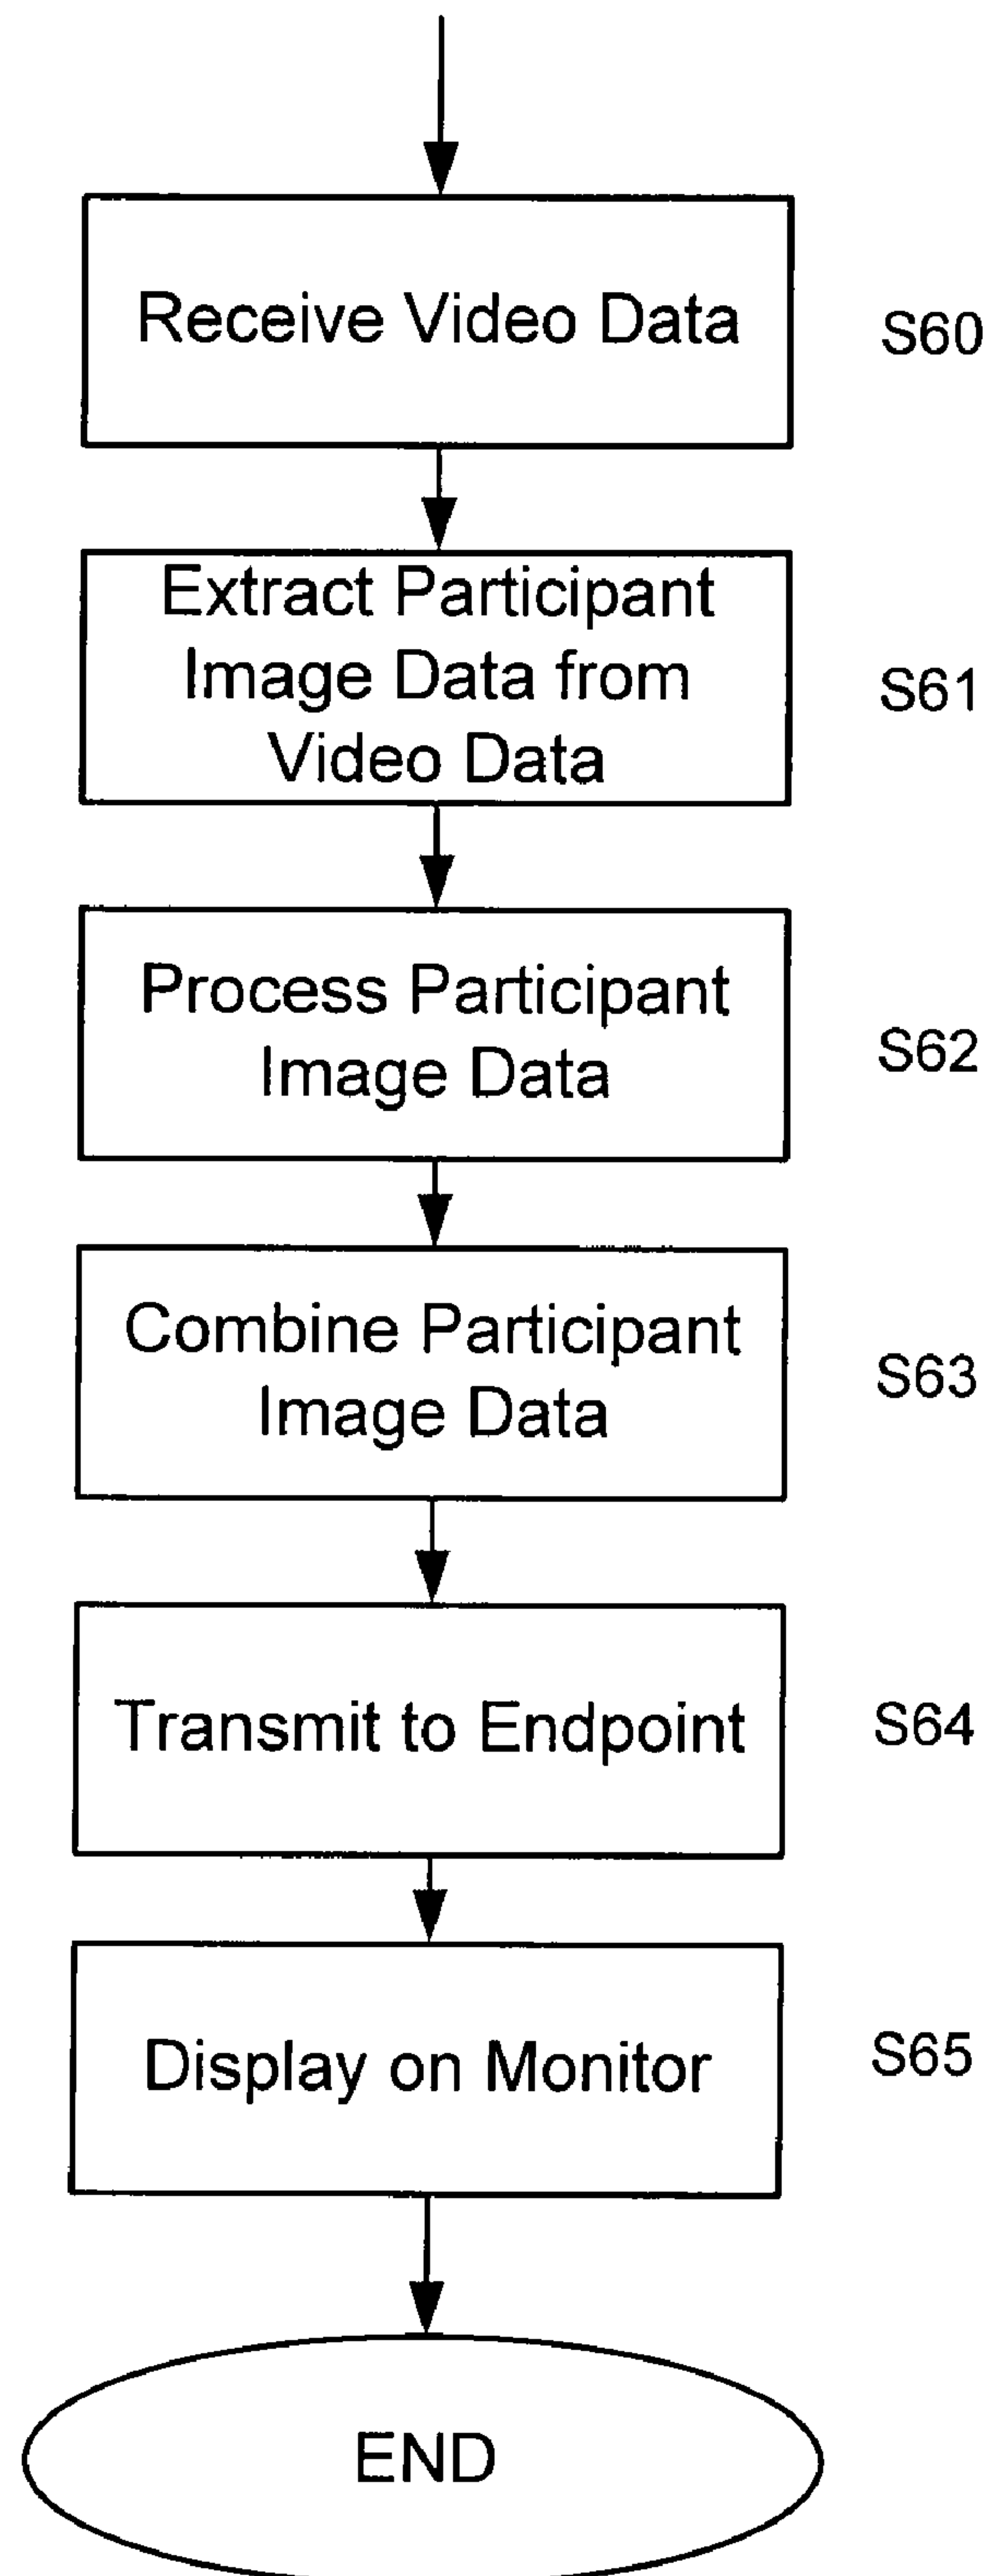 Receive Video Data
S60
Extract Participant
Image Data from
Video Data
S61
Process Participant
Image Data
S62
Combine Participant
Image Data
S63
Transmit to Endpoint
S64
Display on Monitor
S65
END